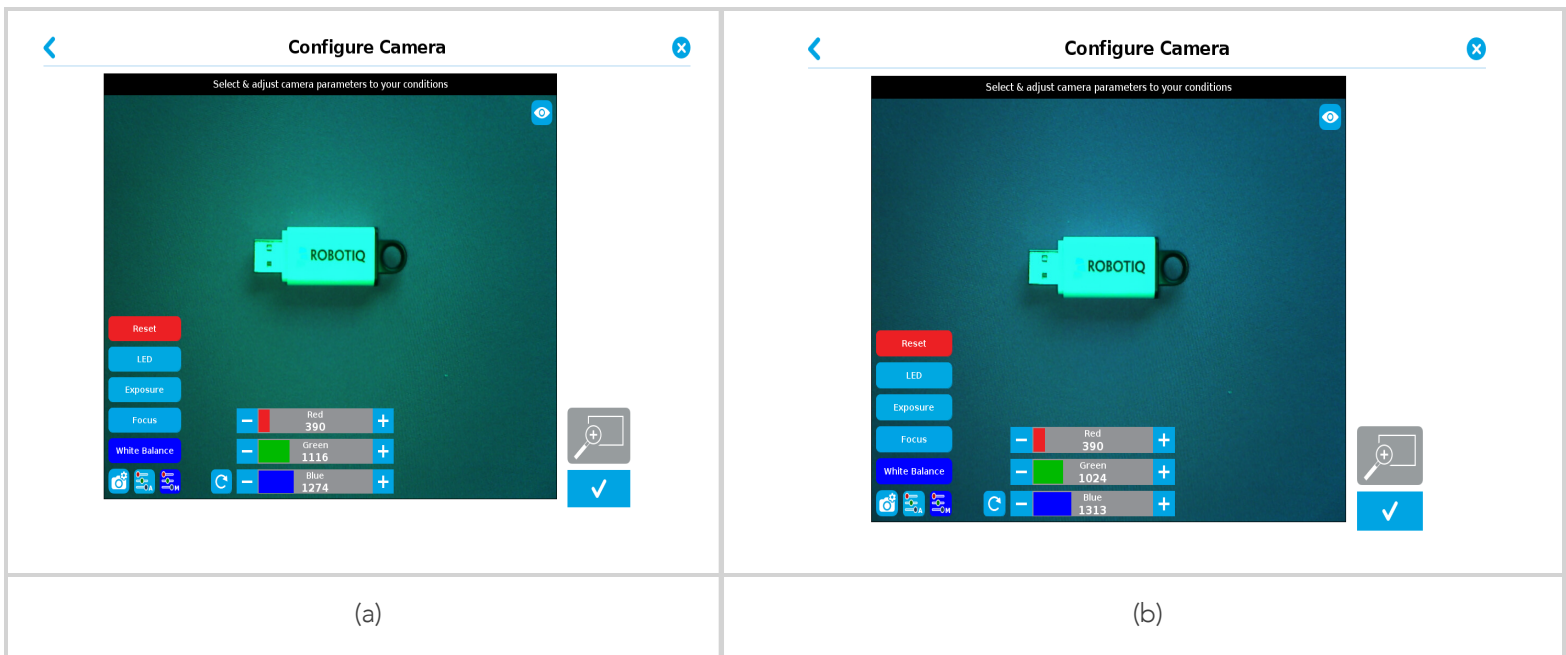 Configure Camera
Select & adjust camera parameters to your conditions
ROBOTIQ
Reset
LED
Exposure
Focus
White Balance
Red
390
Green
1116
Blue
1274
A
M
(a)
Configure Camera
Select & adjust camera parameters to your conditions
ROBOTIQ
Reset
LED
Exposure
Focus
White Balance
Red
390
Green
1024
Blue
1313
A
M
(b)